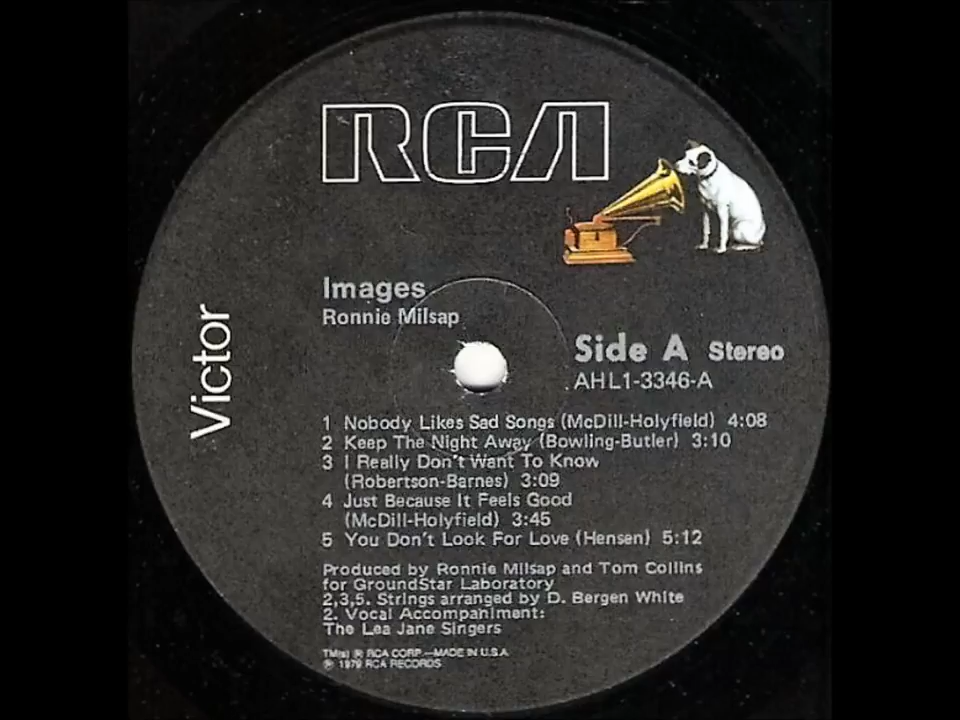 RCA
Victor
Images
Ronnie Milsap
Side A Stereo
AHL1-3346-A
1 Nobody Likes Sad Songs (McDill-Holyfield) 4:08
2 Keep The Night Away (Bowling-Butler) 3:10
3 I Really Don't Want To Know
(Robertson-Barnes) 3:09
4 Just Because It Feels Good
(McDill-Holyfield) 3:45
5 You Don't Look For Love (Hensen) 5:12
Produced by Ronnie Milsap and Tom Collins
for GroundStar Laboratory
2,3,5. Strings arranged by D. Bergen White
2. Vocal Accompaniment:
The Lea Jane Singers
TM(s) ® RCA CORP.—MADE IN U.S.A.
℗ 1979 RCA RECORDS